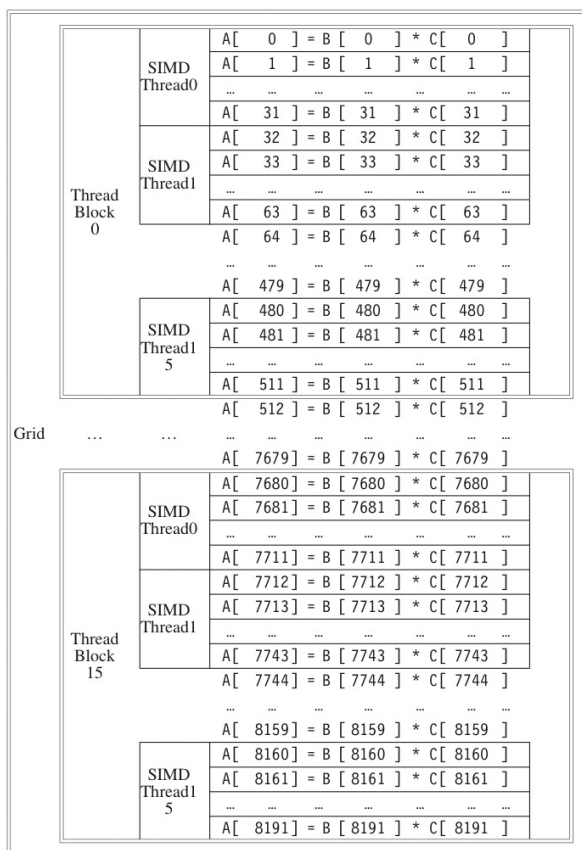 A[ 0 ] = B [ 0 ] * C[ 0 ]
SIMD Thread0 A[ 1 ] = B [ 1 ] * C[ 1 ]
… … … … … …
A[ 31 ] = B [ 31 ] * C[ 31 ]
A[ 32 ] = B [ 32 ] * C[ 32 ]
SIMD Thread1 A[ 33 ] = B [ 33 ] * C[ 33 ]
… … … … … …
Thread Block 0 A[ 63 ] = B [ 63 ] * C[ 63 ]
A[ 64 ] = B [ 64 ] * C[ 64 ]
… … … … … …
A[ 479 ] = B [ 479 ] * C[ 479 ]
A[ 480 ] = B [ 480 ] * C[ 480 ]
SIMD Thread1 5 A[ 481 ] = B [ 481 ] * C[ 481 ]
… … … … … …
A[ 511 ] = B [ 511 ] * C[ 511 ]
A[ 512 ] = B [ 512 ] * C[ 512 ]
Grid … … … … … … … …
A[ 7679] = B [ 7679 ] * C[ 7679 ]
A[ 7680] = B [ 7680 ] * C[ 7680 ]
SIMD Thread0 A[ 7681] = B [ 7681 ] * C[ 7681 ]
… … … … … …
A[ 7711] = B [ 7711 ] * C[ 7711 ]
A[ 7712] = B [ 7712 ] * C[ 7712 ]
SIMD Thread1 A[ 7713] = B [ 7713 ] * C[ 7713 ]
… … … … … …
Thread Block 15 A[ 7743] = B [ 7743 ] * C[ 7743 ]
A[ 7744] = B [ 7744 ] * C[ 7744 ]
… … … … … …
A[ 8159] = B [ 8159 ] * C[ 8159 ]
A[ 8160] = B [ 8160 ] * C[ 8160 ]
SIMD Thread1 5 A[ 8161] = B [ 8161 ] * C[ 8161 ]
… … … … … …
A[ 8191] = B [ 8191 ] * C[ 8191 ]